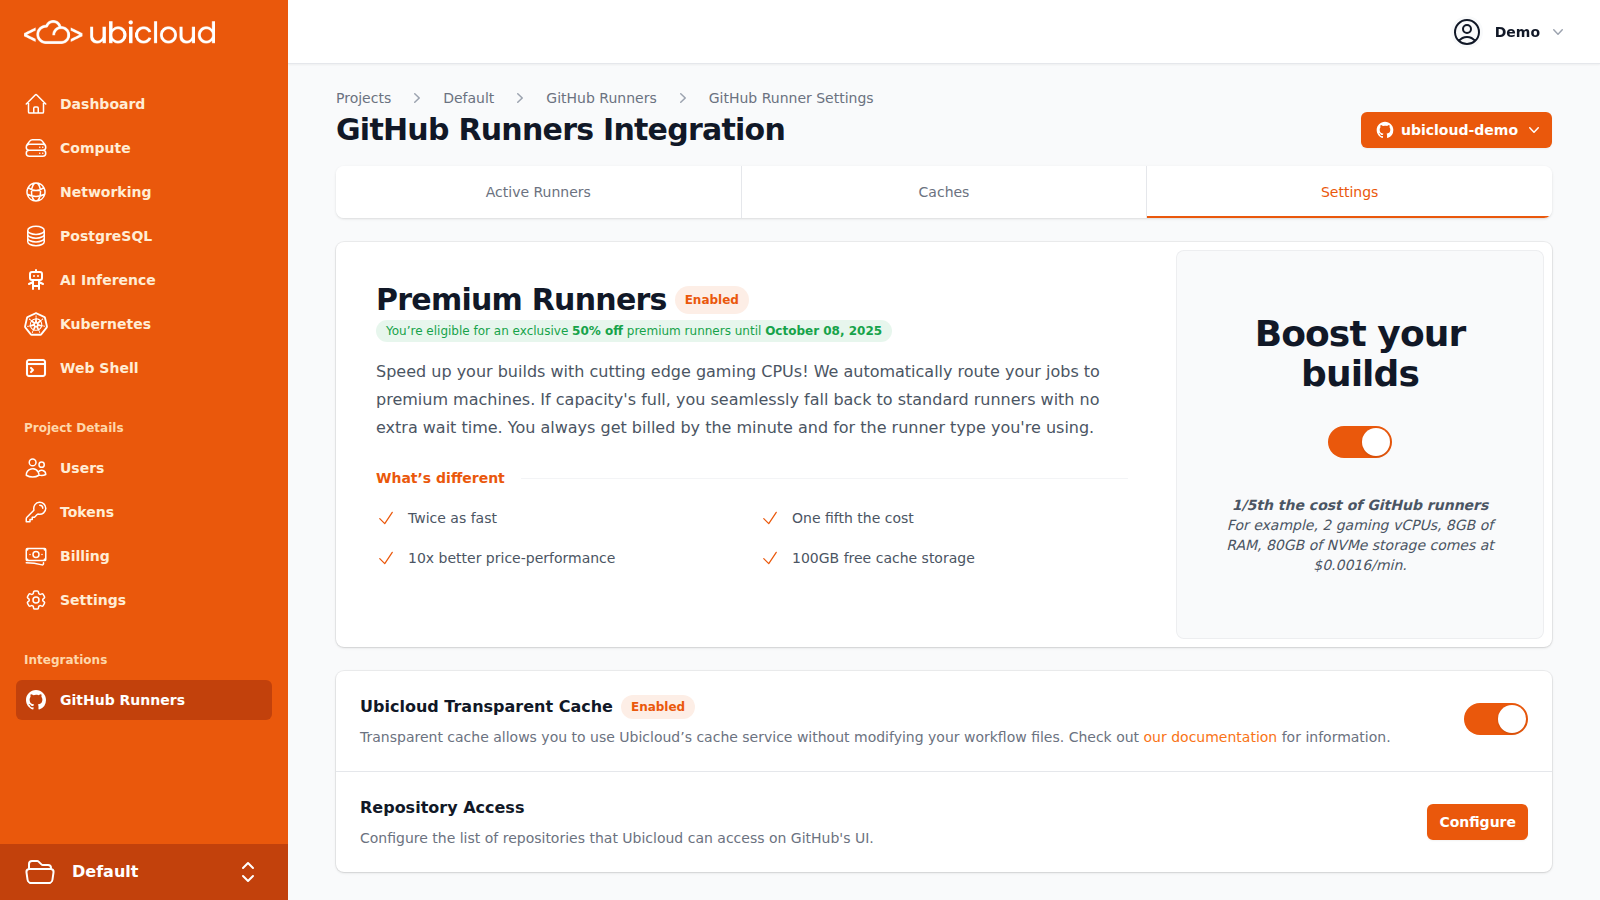 ubicloud
Demo
Dashboard
Compute
Networking
PostgreSQL
AI Inference
Kubernetes
Web Shell
Project Details
Users
Tokens
Billing
Settings
Integrations
GitHub Runners
Default
Projects
Default
GitHub Runners
GitHub Runner Settings
GitHub Runners Integration
ubicloud-demo
Active Runners
Caches
Settings
Premium Runners Enabled
You’re eligible for an exclusive 50% off premium runners until October 08, 2025
Speed up your builds with cutting edge gaming CPUs! We automatically route your jobs to
premium machines. If capacity's full, you seamlessly fall back to standard runners with no
extra wait time. You always get billed by the minute and for the runner type you're using.
What’s different
Twice as fast
One fifth the cost
10x better price-performance
100GB free cache storage
Boost your
builds
1/5th the cost of GitHub runners
For example, 2 gaming vCPUs, 8GB of
RAM, 80GB of NVMe storage comes at
$0.0016/min.
Ubicloud Transparent Cache Enabled
Transparent cache allows you to use Ubicloud’s cache service without modifying your workflow files. Check out our documentation for information.
Repository Access
Configure the list of repositories that Ubicloud can access on GitHub's UI.
Configure